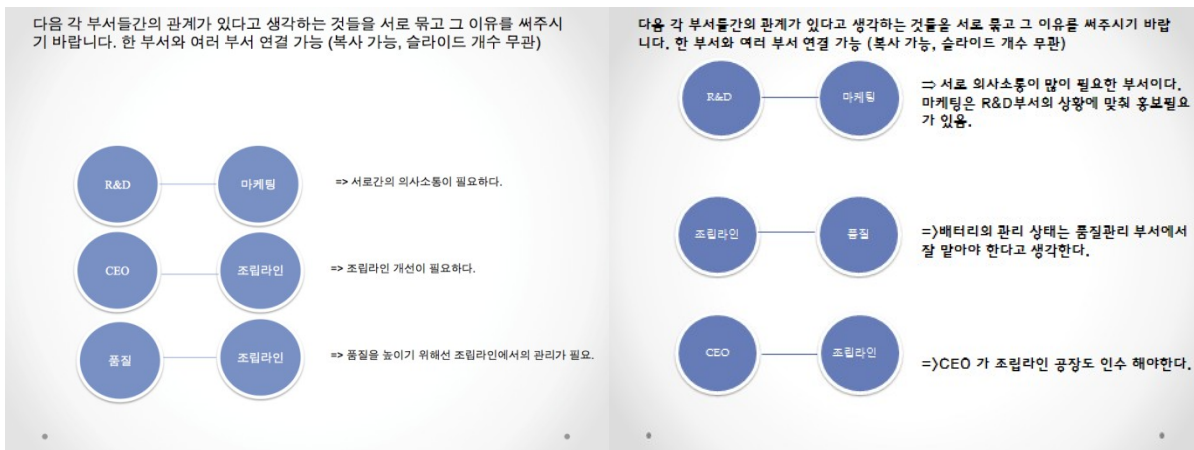 다음 각 부서들간의 관계가 있다고 생각하는 것들을 서로 묶고 그 이유를 써주시
기 바랍니다. 한 부서와 여러 부서 연결 가능 (복사 가능, 슬라이드 개수 무관)
R&D
마케팅
=> 서로간의 의사소통이 필요하다.
CEO
조립라인
=> 조립라인 개선이 필요하다.
품질
조립라인
=> 품질을 높이기 위해선 조립라인에서의 관리가 필요.
다음 각 부서들간의 관계가 있다고 생각하는 것들을 서로 묶고 그 이유를 써주시기 바랍
니다. 한 부서와 여러 부서 연결 가능 (복사 가능, 슬라이드 개수 무관)
R&D
마케팅
⇒ 서로 의사소통이 많이 필요한 부서이다.
마케팅은 R&D부서의 상황에 맞춰 홍보필요
가 있음.
조립라인
품질
=>배터리의 관리 상태는 품질관리 부서에서
잘 맡아야 한다고 생각한다.
CEO
조립라인
=>CEO 가 조립라인 공장도 인수 해야한다.